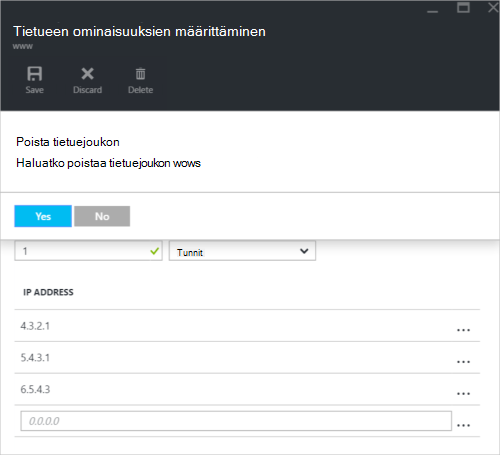 Tietueen ominaisuuksien määrittäminen
www
Save Discard Delete
Poista tietuejoukon
Haluatko poistaa tietuejoukon wows
Yes No
1 Tunnit
IP ADDRESS
4.3.2.1
5.4.3.1
6.5.4.3
0.0.0.0